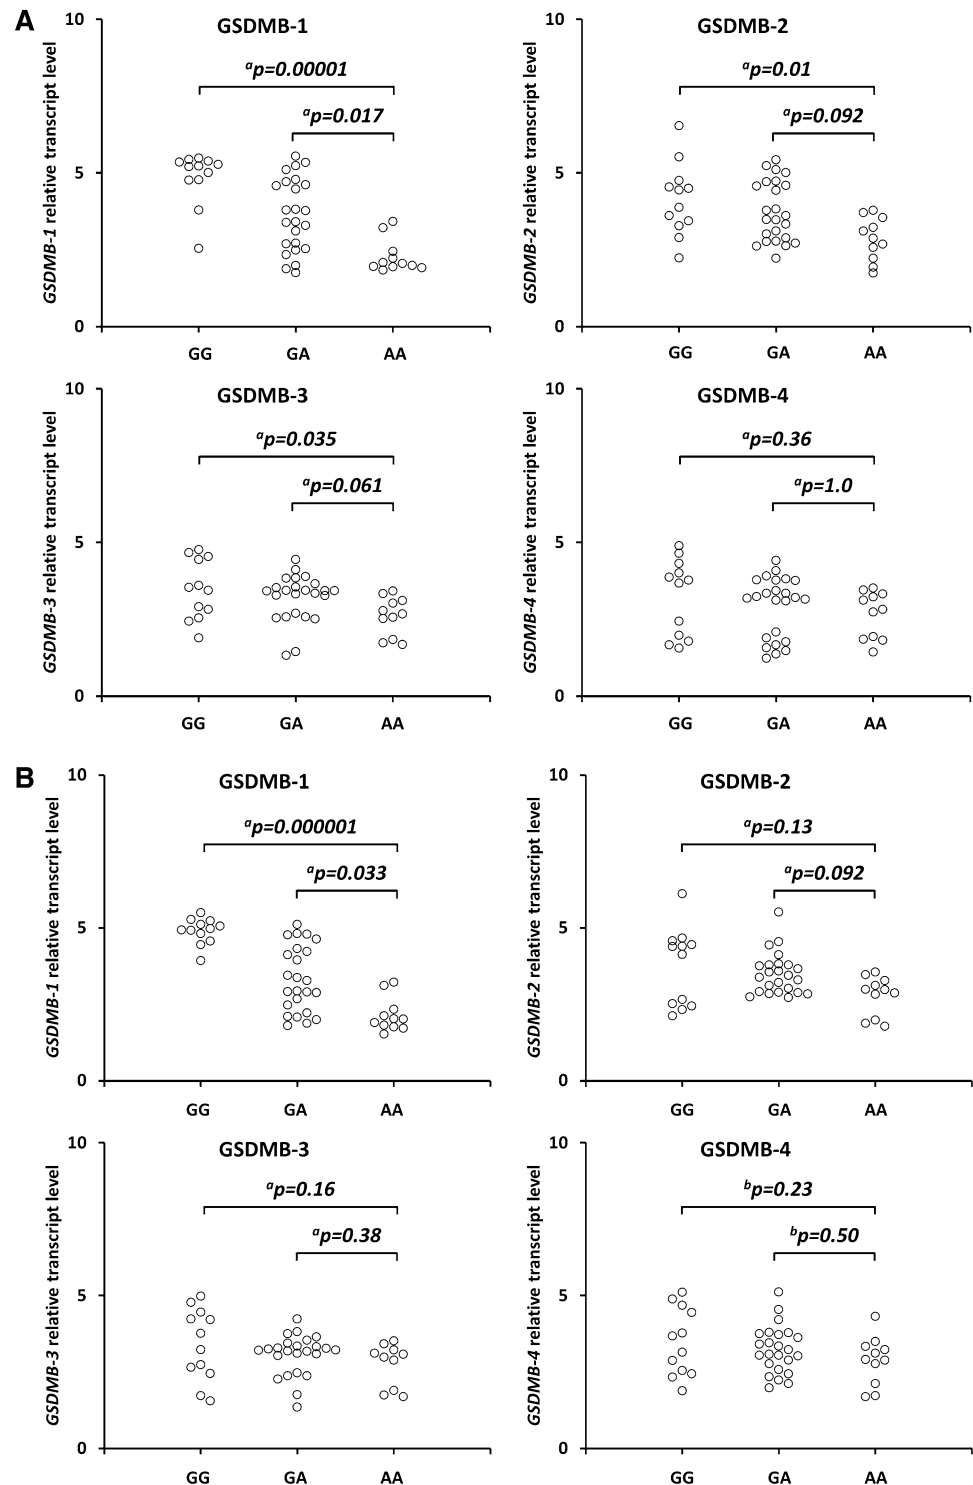 A
GSDMB-1
GSDMB-1 relative transcript level
10
5
0
ap=0.00001
ap=0.017
GG GA AA
GSDMB-2
GSDMB-2 relative transcript level
10
5
0
ap=0.01
ap=0.092
GG GA AA
GSDMB-3
GSDMB-3 relative transcript level
10
5
0
ap=0.035
ap=0.061
GG GA AA
GSDMB-4
GSDMB-4 relative transcript level
10
5
0
ap=0.36
ap=1.0
GG GA AA
B
GSDMB-1
GSDMB-1 relative transcript level
10
5
0
ap=0.000001
ap=0.033
GG GA AA
GSDMB-2
GSDMB-2 relative transcript level
10
5
0
ap=0.13
ap=0.092
GG GA AA
GSDMB-3
GSDMB-3 relative transcript level
10
5
0
ap=0.16
ap=0.38
GG GA AA
GSDMB-4
GSDMB-4 relative transcript level
10
5
0
bp=0.23
bp=0.50
GG GA AA